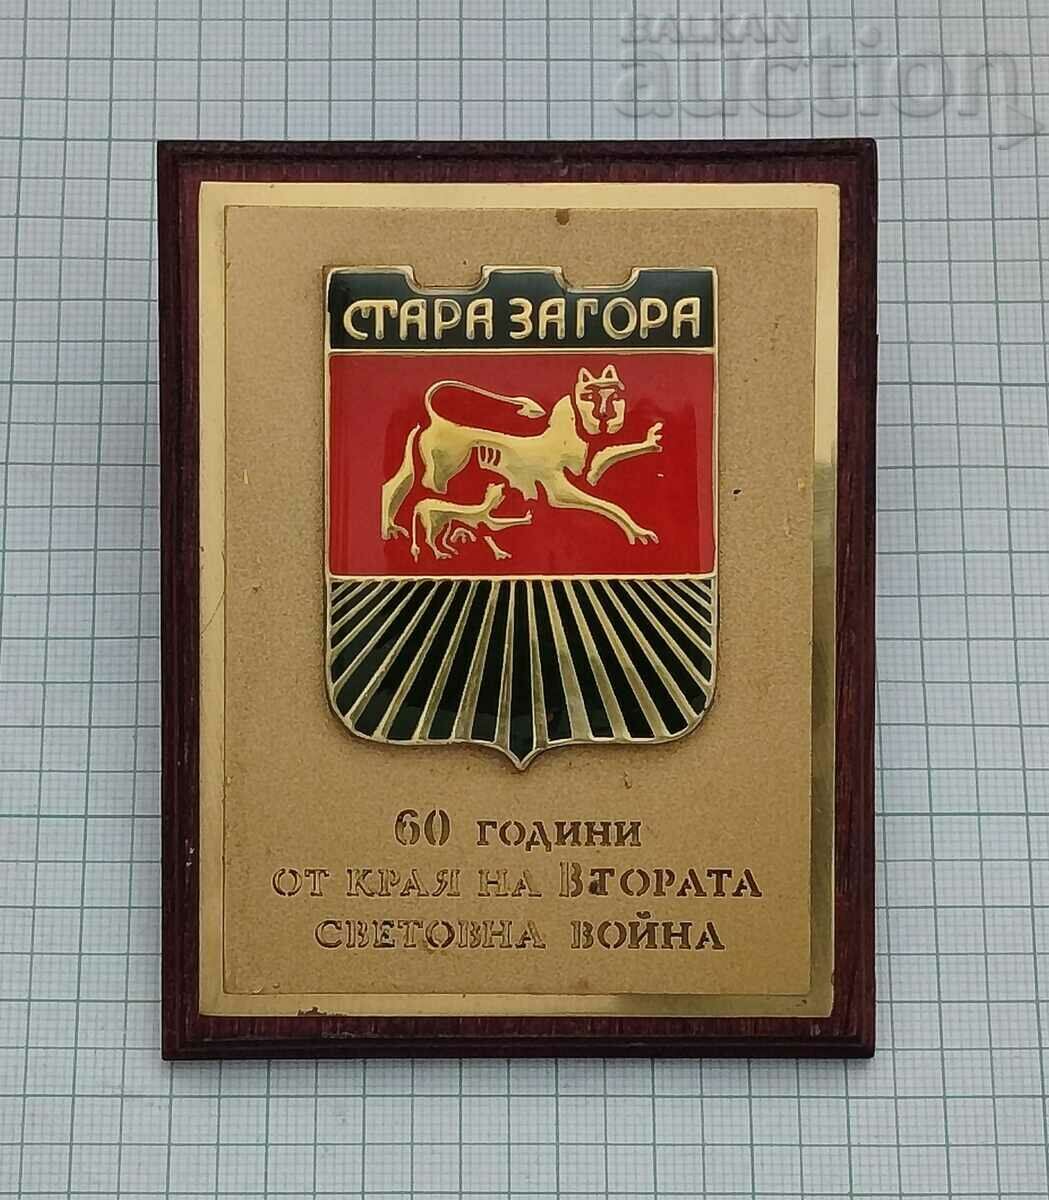 BALKAN
auction
СТАРА ЗАГОРА
60 ГОДИНИ
ОТ КРАЯ НА ВТОРАТА
СВЕТОВНА ВОЙНА